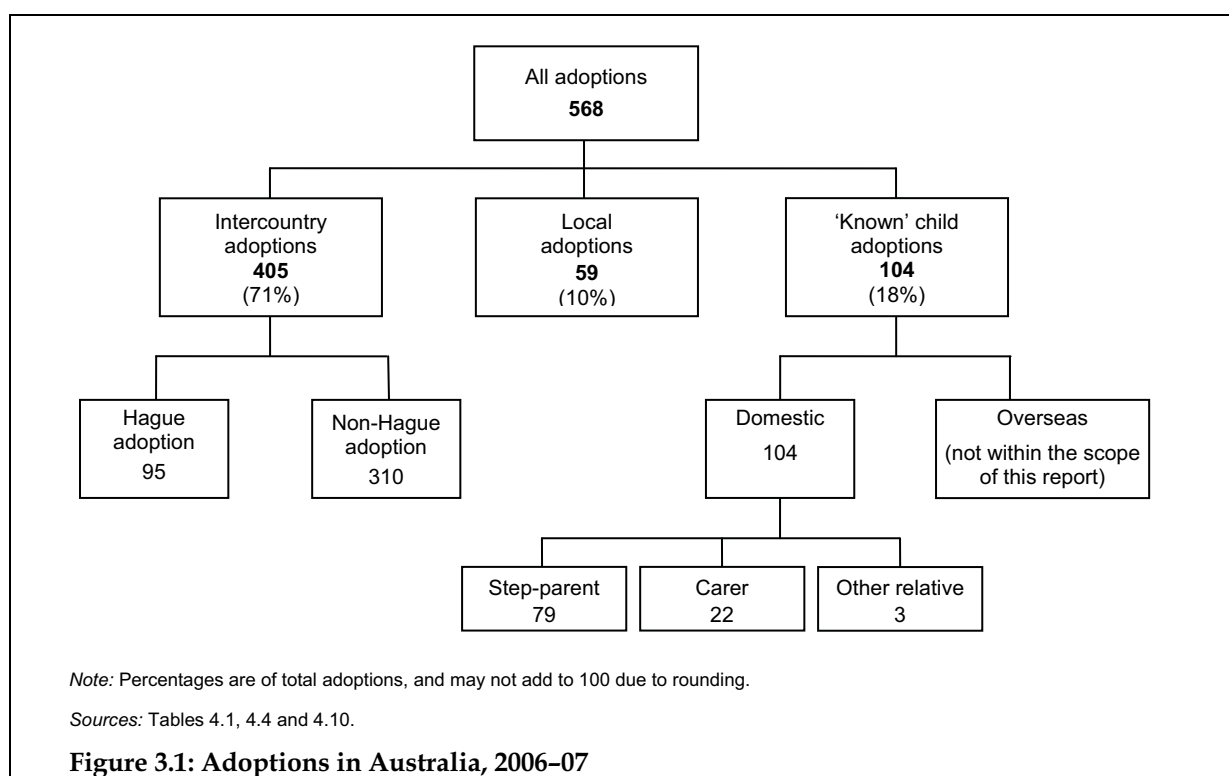 All adoptions
568
Intercountry
adoptions
405
(71%)
Local
adoptions
59
(10%)
‘Known’ child
adoptions
104
(18%)
Hague
adoption
95
Non-Hague
adoption
310
Domestic
104
Overseas
(not within the scope
of this report)
Step-parent
79
Carer
22
Other relative
3
Note: Percentages are of total adoptions, and may not add to 100 due to rounding.
Sources: Tables 4.1, 4.4 and 4.10.
Figure 3.1: Adoptions in Australia, 2006–07